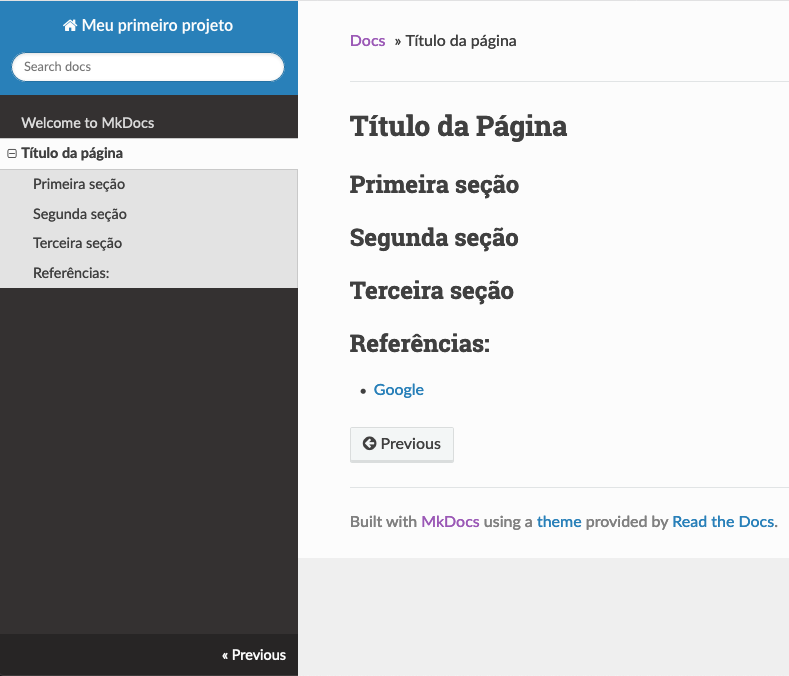 Meu primeiro projeto
Search docs
Welcome to MkDocs
Título da página
Primeira seção
Segunda seção
Terceira seção
Referências:
« Previous
Docs » Título da página
Título da Página
Primeira seção
Segunda seção
Terceira seção
Referências:
• Google
Previous
Built with MkDocs using a theme provided by Read the Docs.